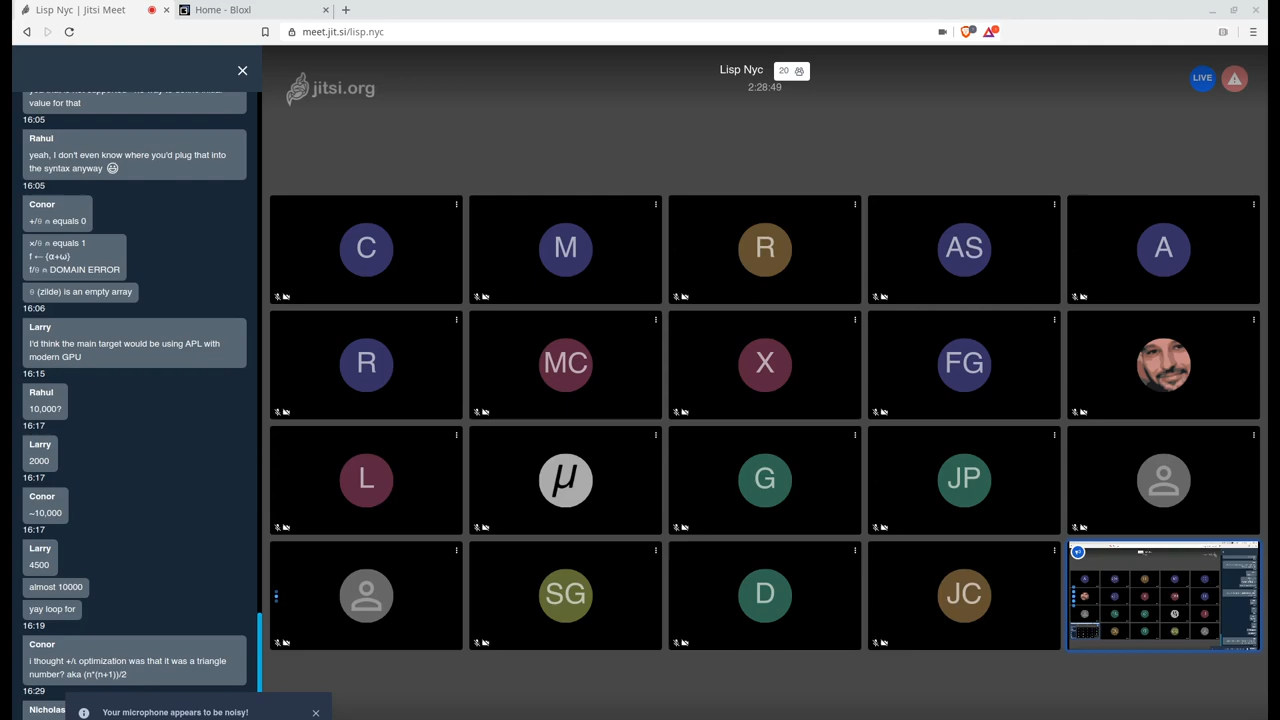 Lisp Nyc | Jitsi Meet
Home - Bloxl
meet.jit.si/lisp.nyc
value for that
16:05
Rahul
yeah, I don't even know where you'd plug that into
the syntax anyway 😃
16:05
Conor
+/⍬ ⍝ equals 0
×/⍬ ⍝ equals 1
f ← {⍺+⍵}
f/⍬ ⍝ DOMAIN ERROR
⍬ (zilde) is an empty array
16:06
Larry
I'd think the main target would be using APL with
modern GPU
16:15
Rahul
10,000?
16:17
Larry
2000
16:17
Conor
~10,000
16:17
Larry
4500
almost 10000
yay loop for
16:19
Conor
i thought +/⍳ optimization was that it was a triangle
number? aka (n*(n+1))/2
16:29
Nicholas
Your microphone appears to be noisy!
jitsi.org
Lisp Nyc 20
2:28:49
LIVE
C
M
R
AS
A
R
MC
X
FG
L
μ
G
JP
SG
D
JC